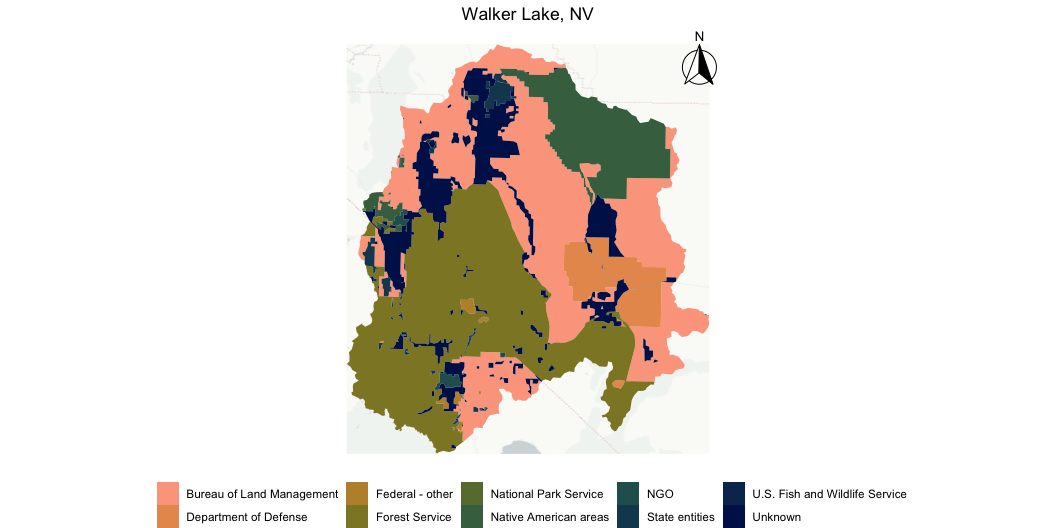 Walker Lake, NV
N
Bureau of Land Management
Federal - other
National Park Service
NGO
U.S. Fish and Wildlife Service
Department of Defense
Forest Service
Native American areas
State entities
Unknown